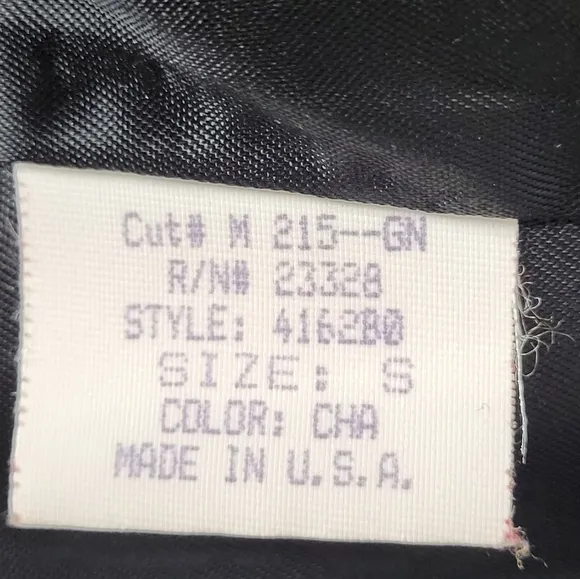 Cut# M 215--GN
R/N# 23328
STYLE: 416280
SIZE: S
COLOR: CHA
MADE IN U.S.A.